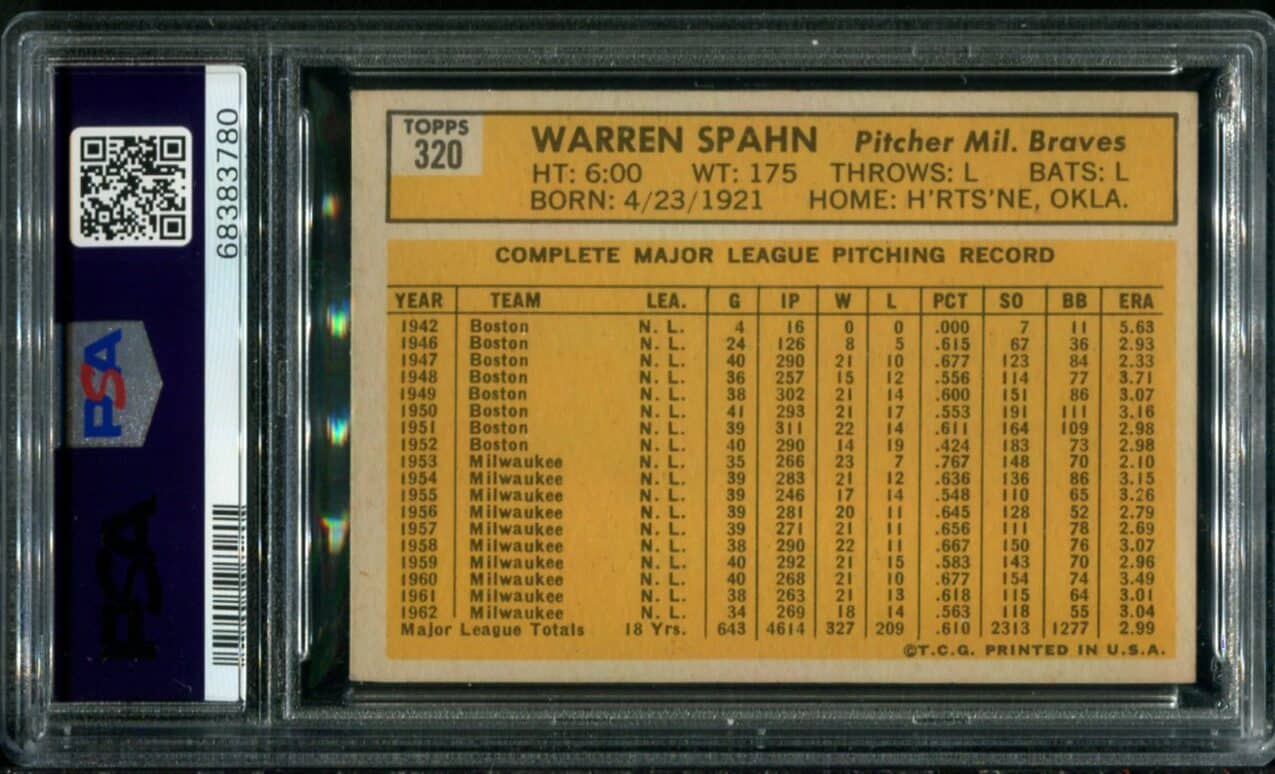 68383780
PSA
PSA
TOPPS
320
WARREN SPAHN Pitcher Mil. Braves
HT: 6:00 WT: 175 THROWS: L BATS: L
BORN: 4/23/1921 HOME: H'RTS'NE, OKLA.
COMPLETE MAJOR LEAGUE PITCHING RECORD
YEAR TEAM LEA. G IP W L PCT SO BB ERA
1942 Boston N. L. 4 16 0 0 .000 7 11 5.63
1946 Boston N. L. 24 126 8 5 .615 67 36 2.93
1947 Boston N. L. 40 290 21 10 .677 123 84 2.33
1948 Boston N. L. 36 257 15 12 .556 114 77 3.71
1949 Boston N. L. 38 302 21 14 .600 151 86 3.07
1950 Boston N. L. 41 293 21 17 .553 191 111 3.16
1951 Boston N. L. 39 311 22 14 .611 164 109 2.98
1952 Boston N. L. 40 290 14 19 .424 183 73 2.98
1953 Milwaukee N. L. 35 266 23 7 .767 148 70 2.10
1954 Milwaukee N. L. 39 283 21 12 .636 136 86 3.15
1955 Milwaukee N. L. 39 246 17 14 .548 110 65 3.26
1956 Milwaukee N. L. 39 281 20 11 .645 128 52 2.79
1957 Milwaukee N. L. 39 271 21 11 .656 111 78 2.69
1958 Milwaukee N. L. 38 290 22 11 .667 150 76 3.07
1959 Milwaukee N. L. 40 292 21 15 .583 143 70 2.96
1960 Milwaukee N. L. 40 268 21 10 .677 154 74 3.49
1961 Milwaukee N. L. 38 263 21 13 .618 115 64 3.01
1962 Milwaukee N. L. 34 269 18 14 .563 118 55 3.04
Major League Totals 18 Yrs. 643 4614 327 209 .610 2313 1277 2.99
©T.C.G. PRINTED IN U.S.A.